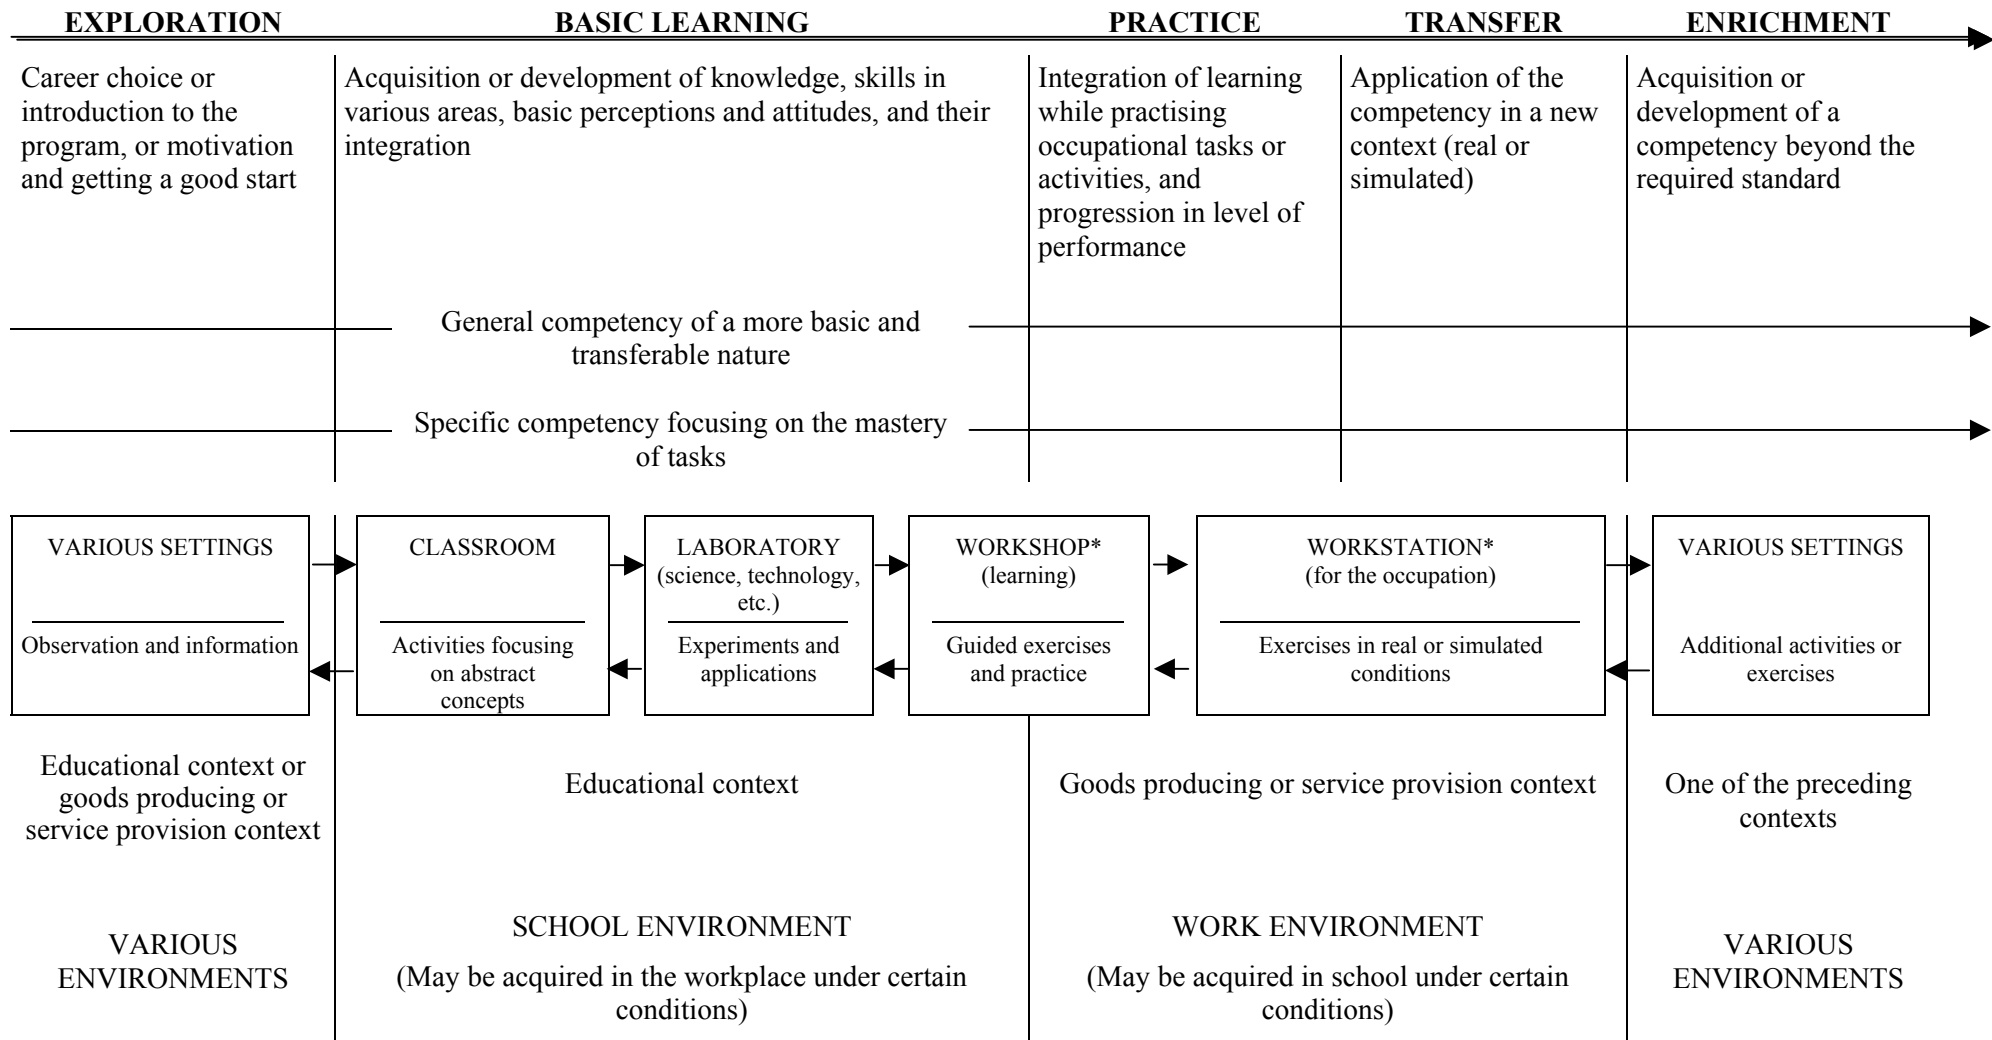 EXPLORATION BASIC LEARNING PRACTICE TRANSFER ENRICHMENT
Career choice or
introduction to the
program, or motivation
and getting a good start
Acquisition or development of knowledge, skills in
various areas, basic perceptions and attitudes, and their
integration
Integration of learning
while practising
occupational tasks or
activities, and
progression in level of
performance
Application of the
competency in a new
context (real or
simulated)
Acquisition or
development of a
competency beyond the
required standard
General competency of a more basic and
transferable nature
Specific competency focusing on the mastery
of tasks
VARIOUS SETTINGS
Observation and information
CLASSROOM
Activities focusing
on abstract
concepts
LABORATORY
(science, technology,
etc.)
Experiments and
applications
WORKSHOP*
(learning)
Guided exercises
and practice
WORKSTATION*
(for the occupation)
Exercises in real or simulated
conditions
VARIOUS SETTINGS
Additional activities or
exercises
Educational context or
goods producing or
service provision context
Educational context
Goods producing or service provision context
One of the preceding
contexts
VARIOUS
ENVIRONMENTS
SCHOOL ENVIRONMENT
(May be acquired in the workplace under certain
conditions)
WORK ENVIRONMENT
(May be acquired in school under certain
conditions)
VARIOUS
ENVIRONMENTS